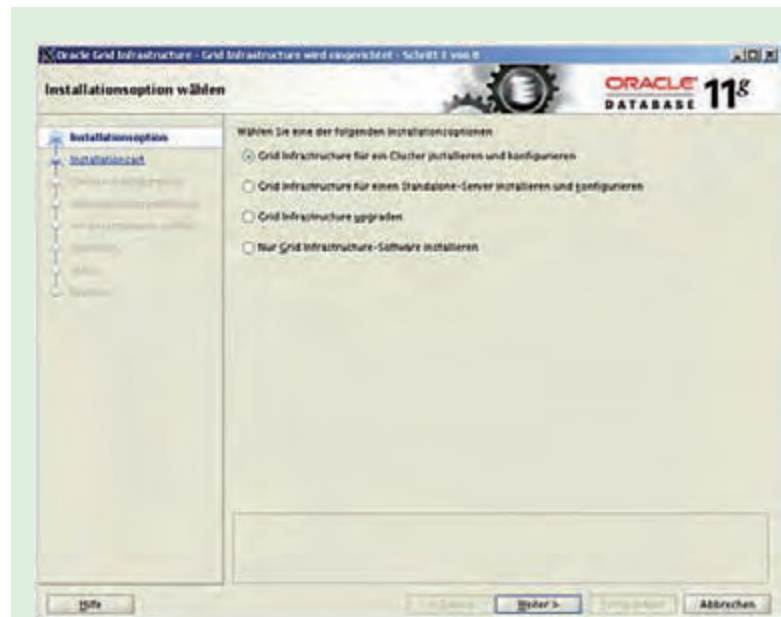 Oracle Grid Infrastructure - Grid Infrastructure wird eingerichtet - Schritt 1 von 8
Installationsoption wählen
ORACLE
DATABASE 11g
Installationsoption
Installationsart
Wählen Sie eine der folgenden Installationsoptionen
Grid Infrastructure für ein Cluster installieren und konfigurieren
Grid Infrastructure für einen Standalone-Server installieren und konfigurieren
Grid Infrastructure upgraden
Nur Grid Infrastructure-Software installieren
Hilfe
Weiter >
Abbrechen